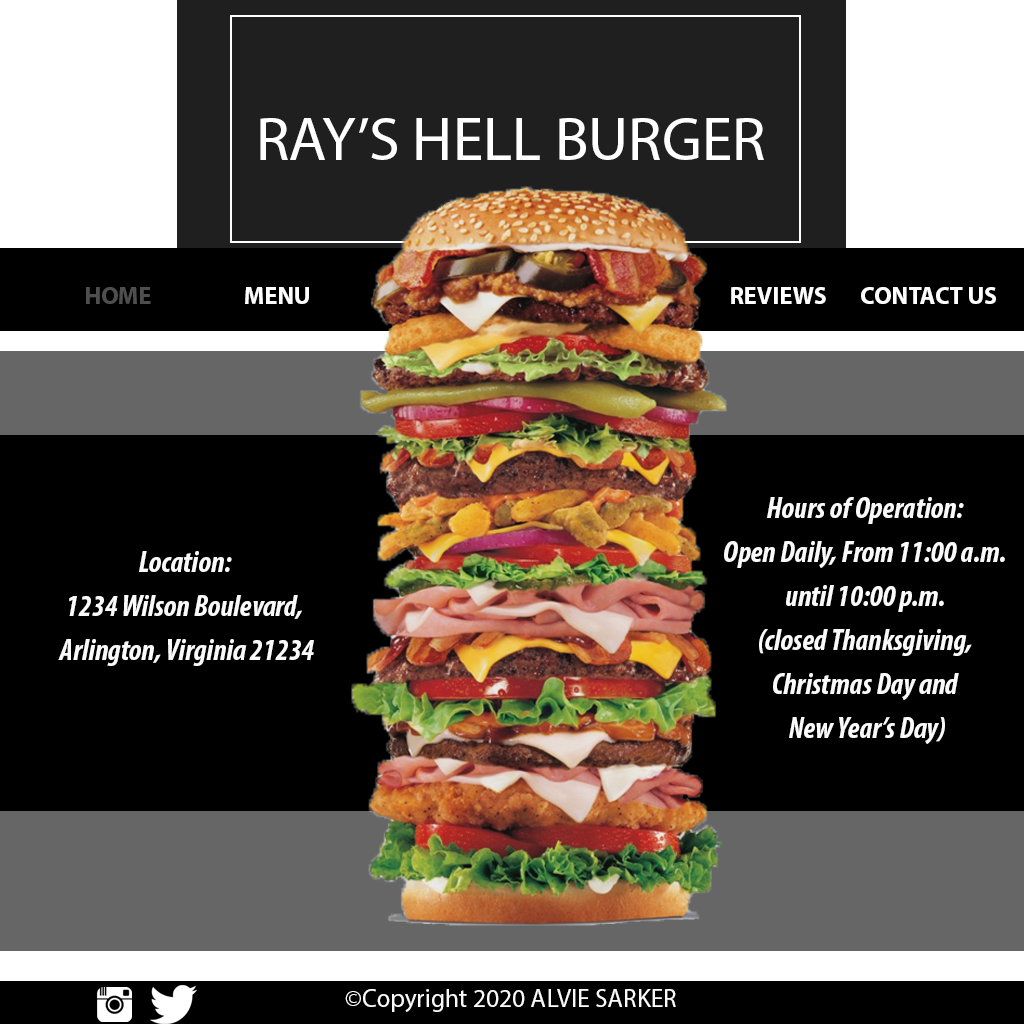 RAY’S HELL BURGER
HOME MENU REVIEWS CONTACT US
Location:
1234 Wilson Boulevard,
Arlington, Virginia 21234
Hours of Operation:
Open Daily, From 11:00 a.m.
until 10:00 p.m.
(closed Thanksgiving,
Christmas Day and
New Year’s Day)
©Copyright 2020 ALVIE SARKER